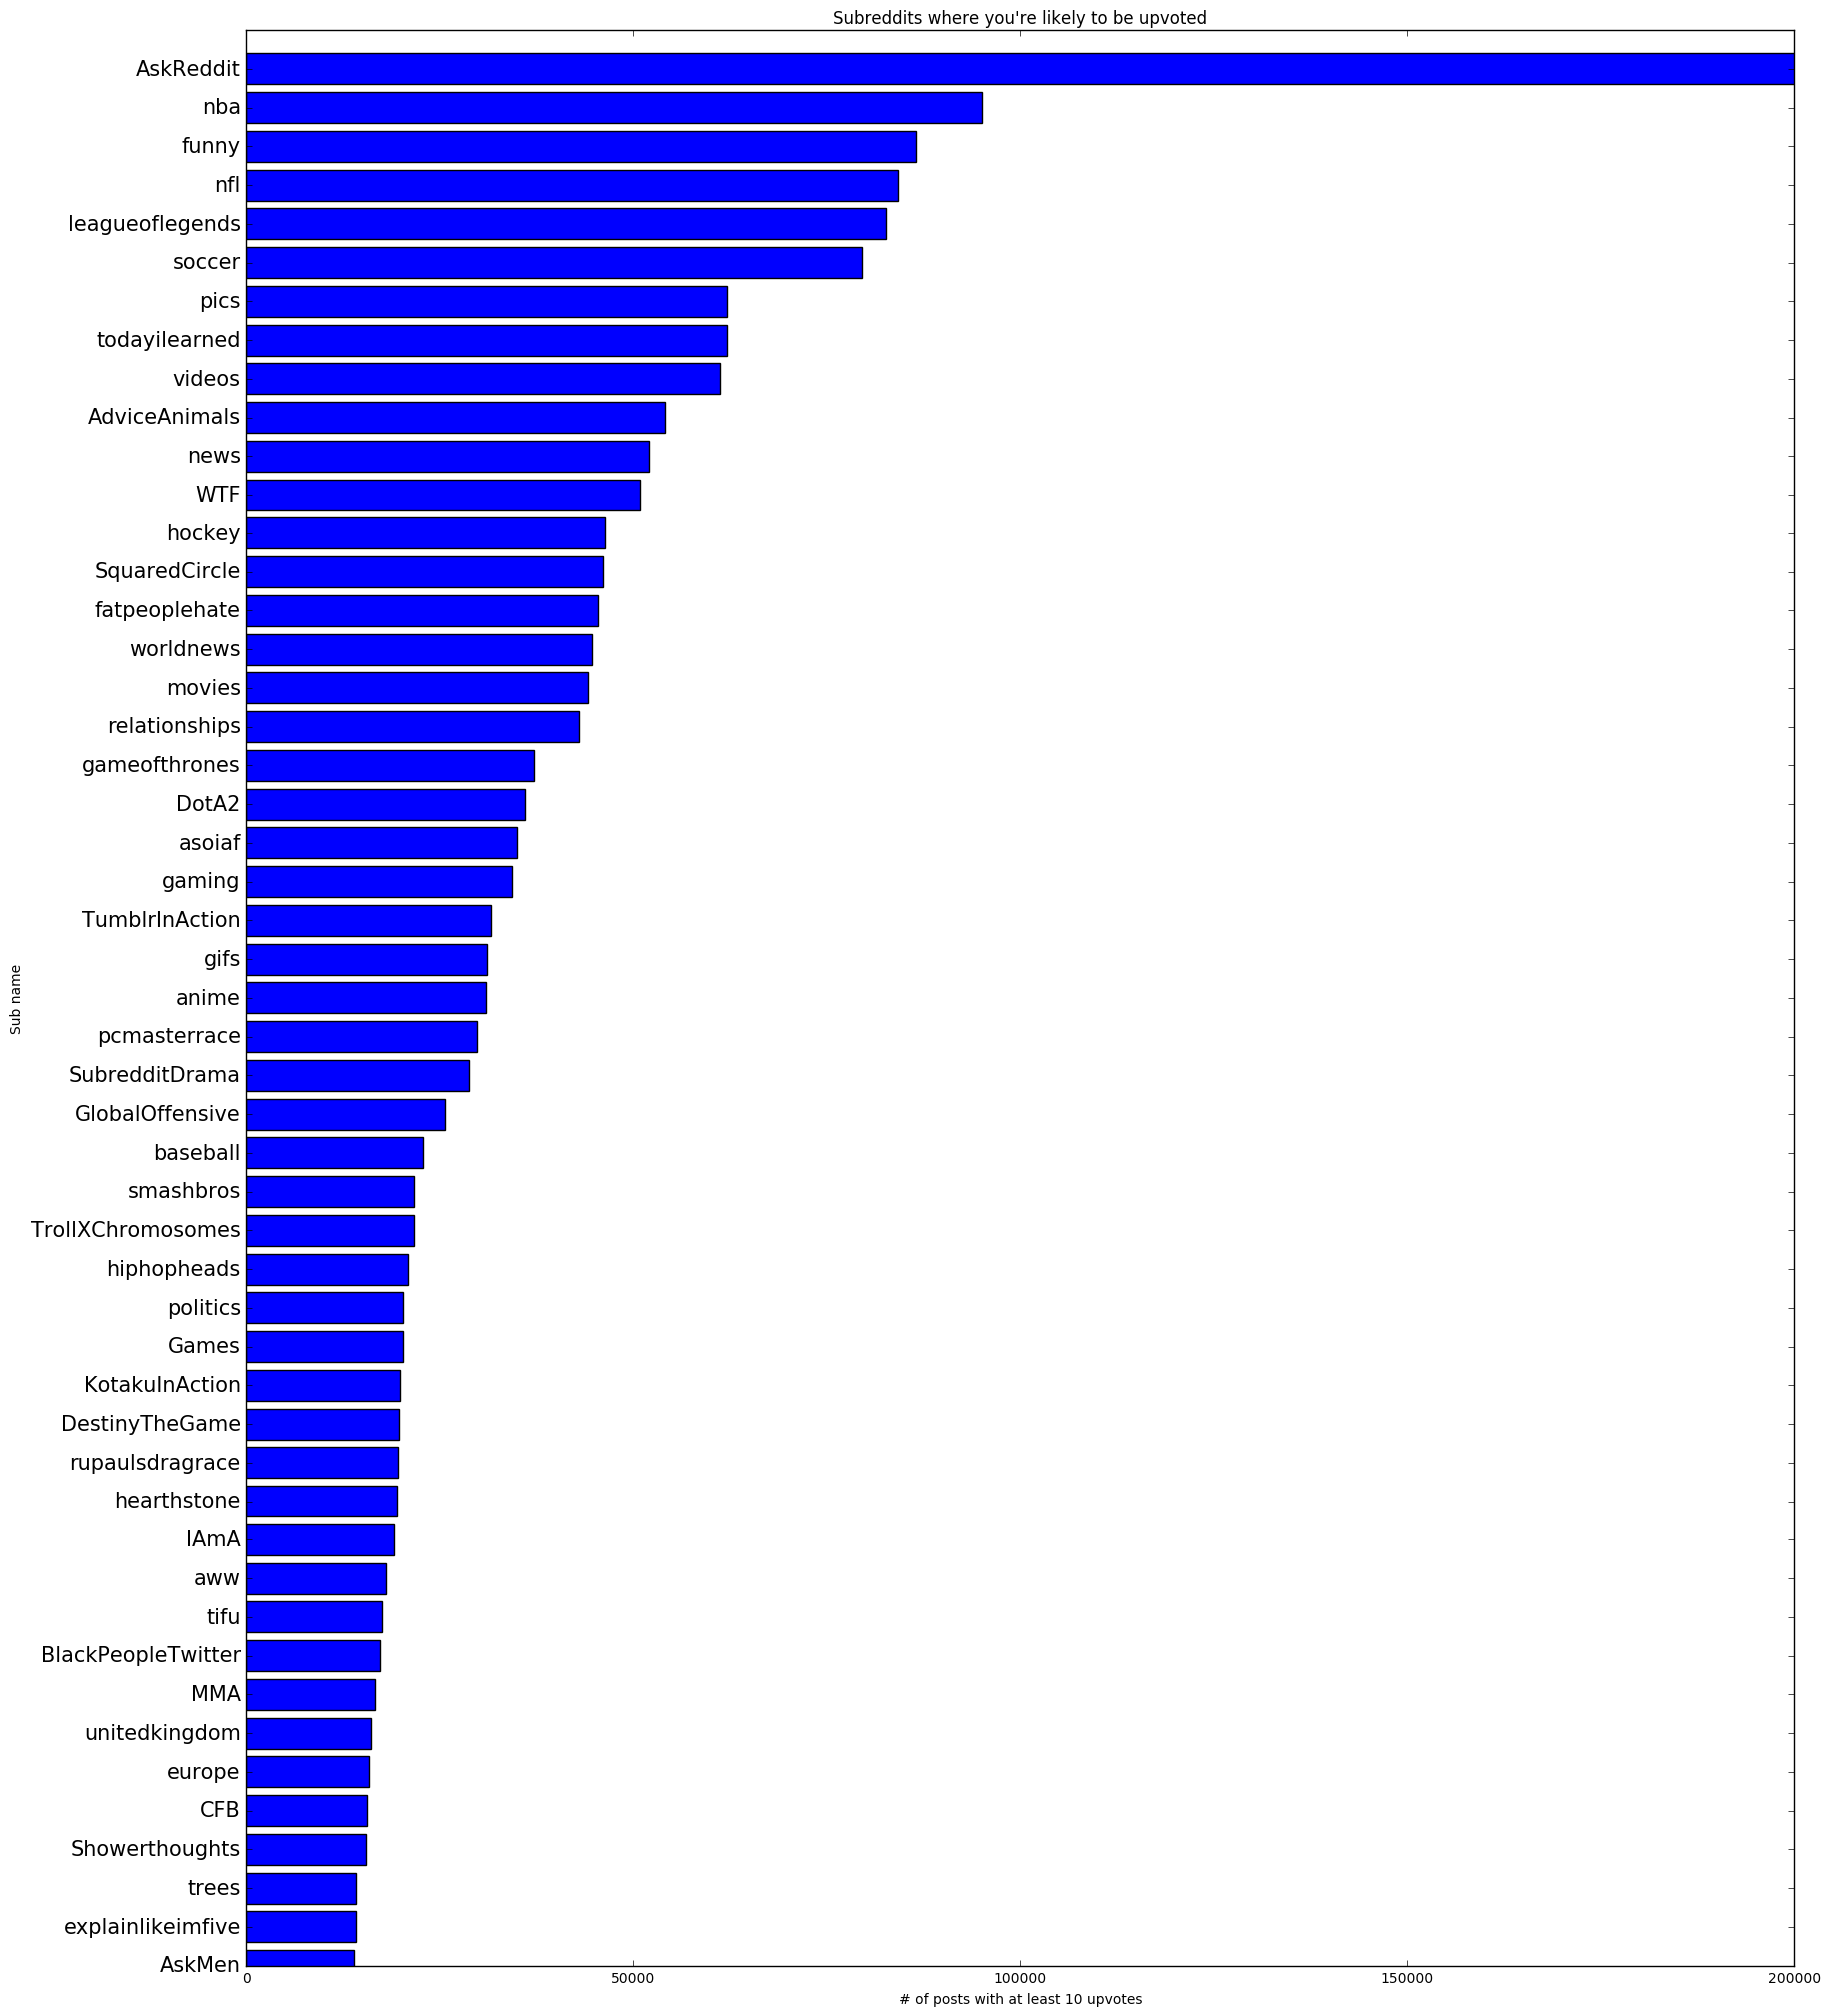 Subreddits where you're likely to be upvoted
AskReddit
nba
funny
nfl
leagueoflegends
soccer
pics
todayilearned
videos
AdviceAnimals
news
WTF
hockey
SquaredCircle
fatpeoplehate
worldnews
movies
relationships
gameofthrones
DotA2
asoiaf
gaming
TumblrInAction
gifs
anime
pcmasterrace
SubredditDrama
GlobalOffensive
baseball
smashbros
TrollXChromosomes
hiphopheads
politics
Games
KotakuInAction
DestinyTheGame
rupaulsdragrace
hearthstone
IAmA
aww
tifu
BlackPeopleTwitter
MMA
unitedkingdom
europe
CFB
Showerthoughts
trees
explainlikeimfive
AskMen
Sub name
0 50000 100000 150000 200000
# of posts with at least 10 upvotes